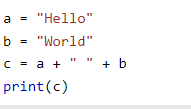 a = "Hello"
b = "World"
c = a + " " + b
print(c)